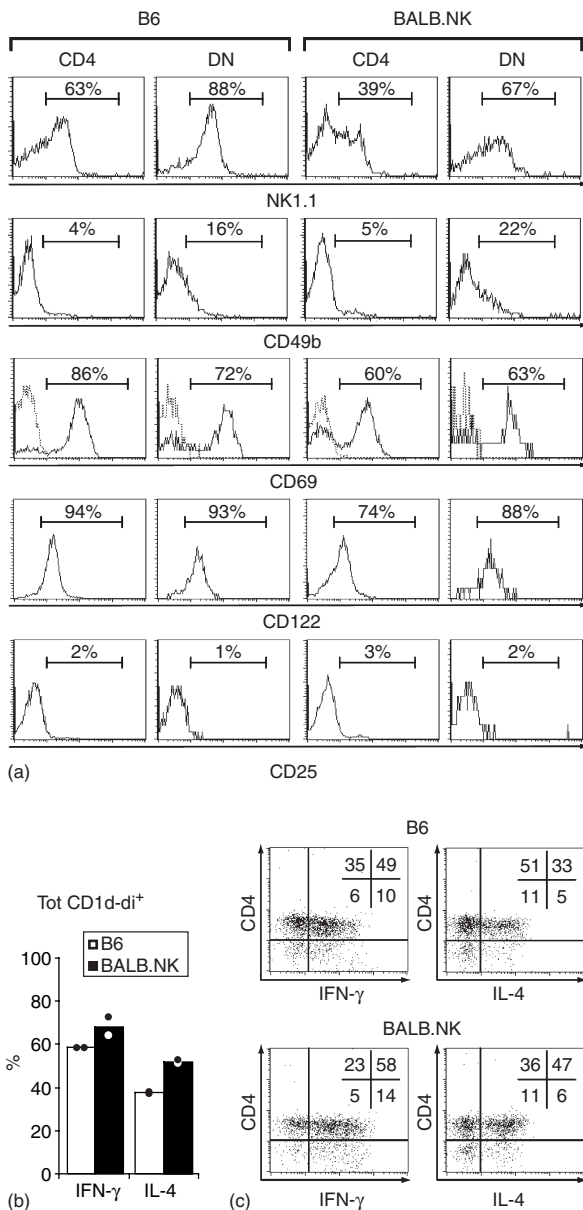 B6 BALB.NK
CD4 DN CD4 DN
(a)
63% 88% 39% 67%
NK1.1
4% 16% 5% 22%
CD49b
86% 72% 60% 63%
CD69
94% 93% 74% 88%
CD122
2% 1% 3% 2%
(a) CD25
Tot CD1d-di⁺
B6
BALB.NK
100
80
60
40
20
0
%
IFN-γ IL-4
(b)
B6
35 49
6 10
51 33
11 5
CD4 CD4
IFN-γ IL-4
BALB.NK
23 58
5 14
36 47
11 6
CD4 CD4
(c) IFN-γ IL-4